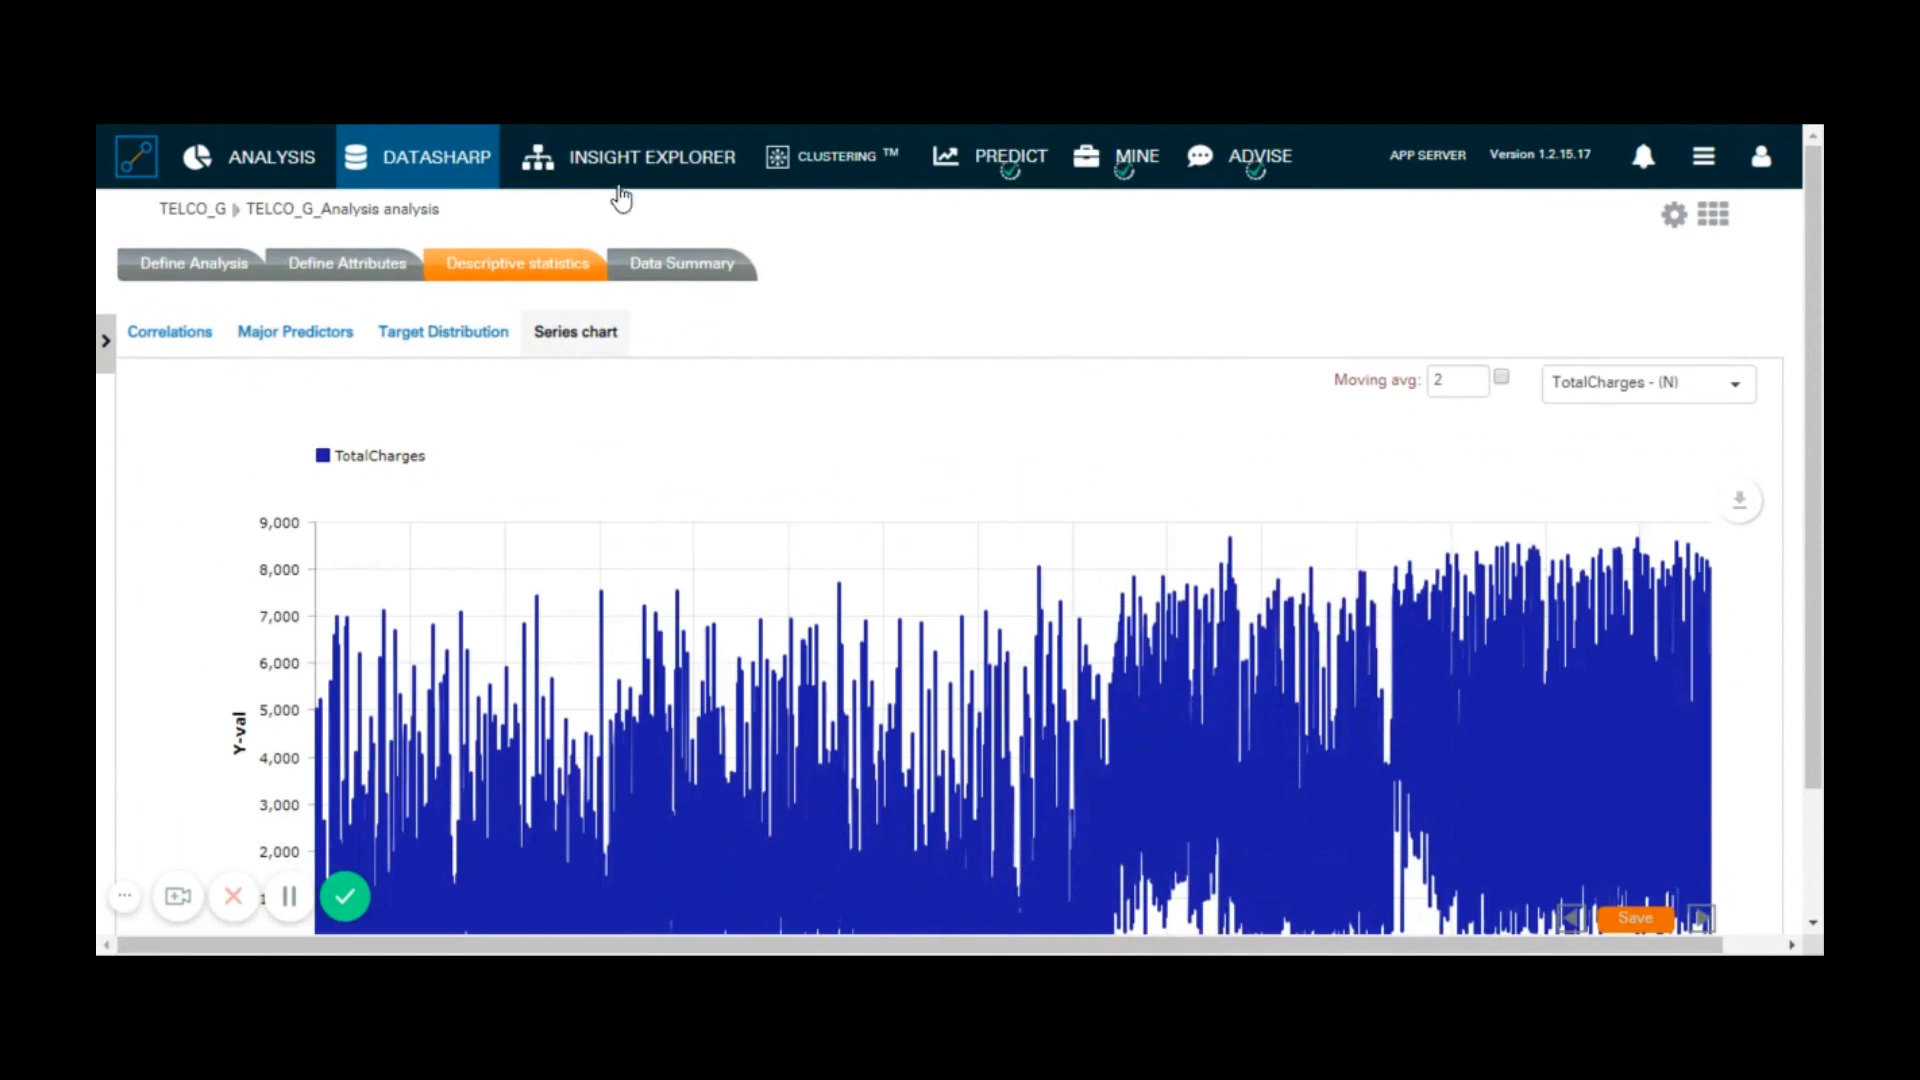 ANALYSIS DATASHARP INSIGHT EXPLORER CLUSTERING TM PREDICT MINE ADVISE APP SERVER Version 1.2.15.17
TELCO_G TELCO_G_Analysis analysis
Define Analysis Define Attributes Descriptive statistics Data Summary
Correlations Major Predictors Target Distribution Series chart
Moving avg: 2 TotalCharges - (N)
TotalCharges
9,000
8,000
7,000
6,000
5,000
Y-val
4,000
3,000
2,000
Save